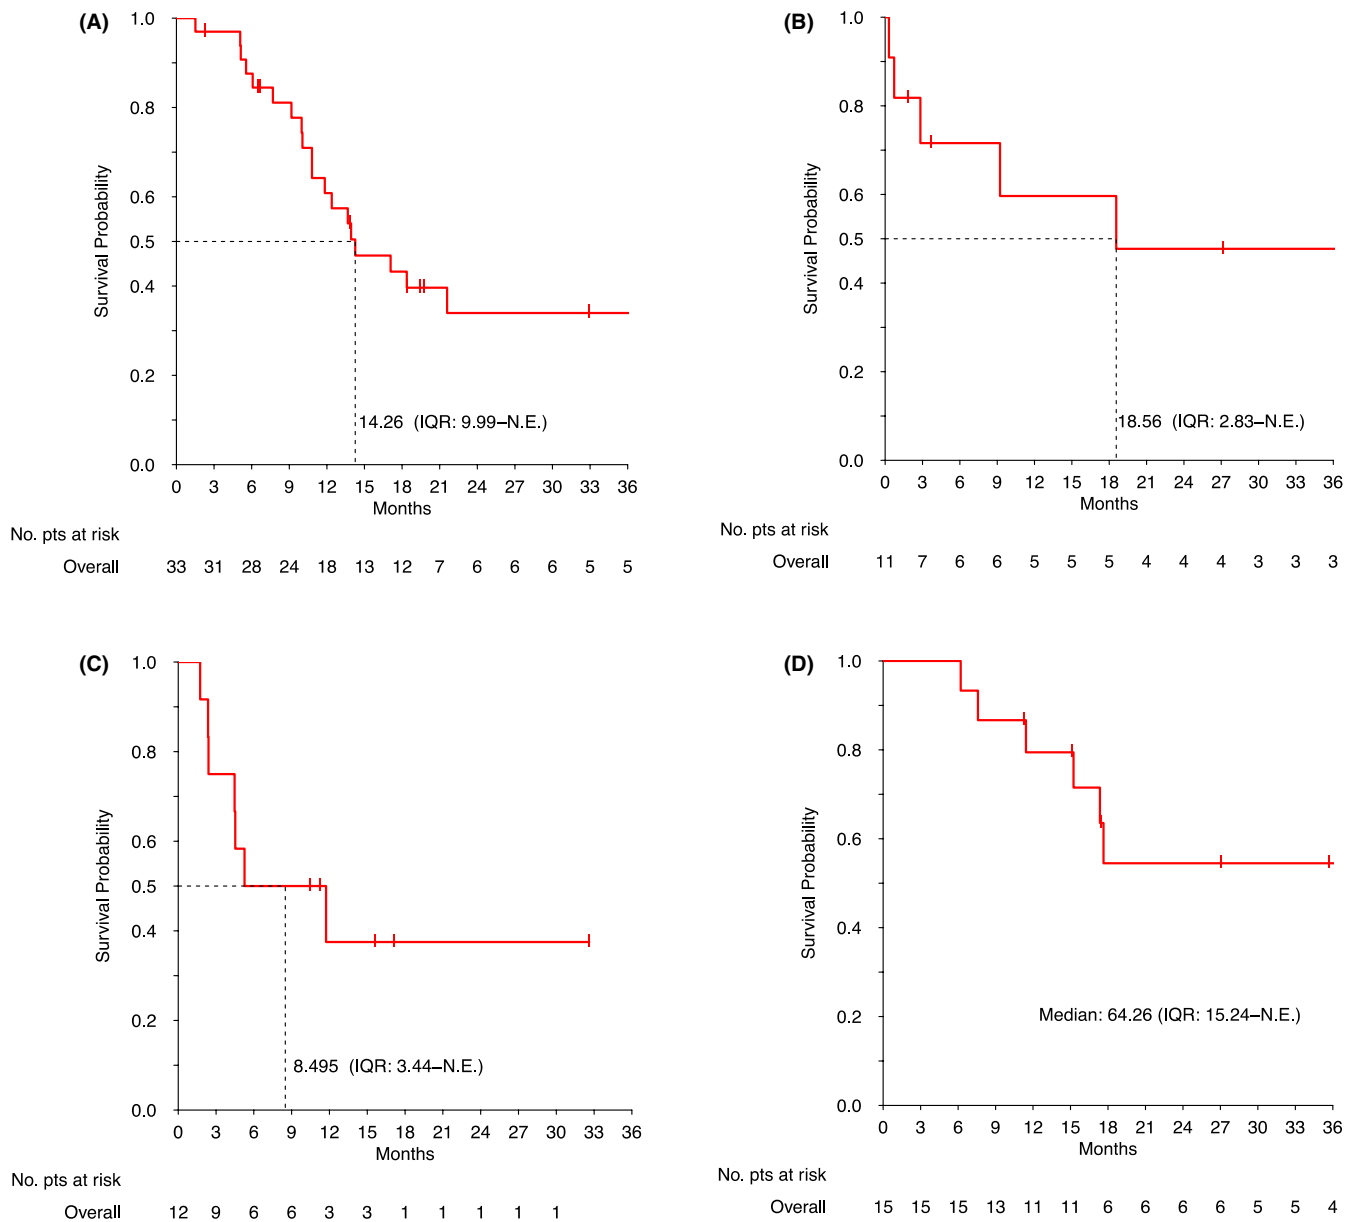 (A)
1.0
0.8
0.6
0.5
0.4
0.2
0.0
Survival Probability
14.26 (IQR: 9.99–N.E.)
0 3 6 9 12 15 18 21 24 27 30 33 36
Months
No. pts at risk
Overall 33 31 28 24 18 13 12 7 6 6 6 5 5
(B)
1.0
0.8
0.6
0.5
0.4
0.2
0.0
Survival Probability
18.56 (IQR: 2.83–N.E.)
0 3 6 9 12 15 18 21 24 27 30 33 36
Months
No. pts at risk
Overall 11 7 6 6 5 5 5 4 4 4 3 3 3
(C)
1.0
0.8
0.6
0.5
0.4
0.2
0.0
Survival Probability
8.495 (IQR: 3.44–N.E.)
0 3 6 9 12 15 18 21 24 27 30 33 36
Months
No. pts at risk
Overall 12 9 6 6 3 3 1 1 1 1 1
(D)
1.0
0.8
0.6
0.4
0.2
0.0
Survival Probability
Median: 64.26 (IQR: 15.24–N.E.)
0 3 6 9 12 15 18 21 24 27 30 33 36
Months
No. pts at risk
Overall 15 15 15 13 11 11 6 6 6 6 5 5 4